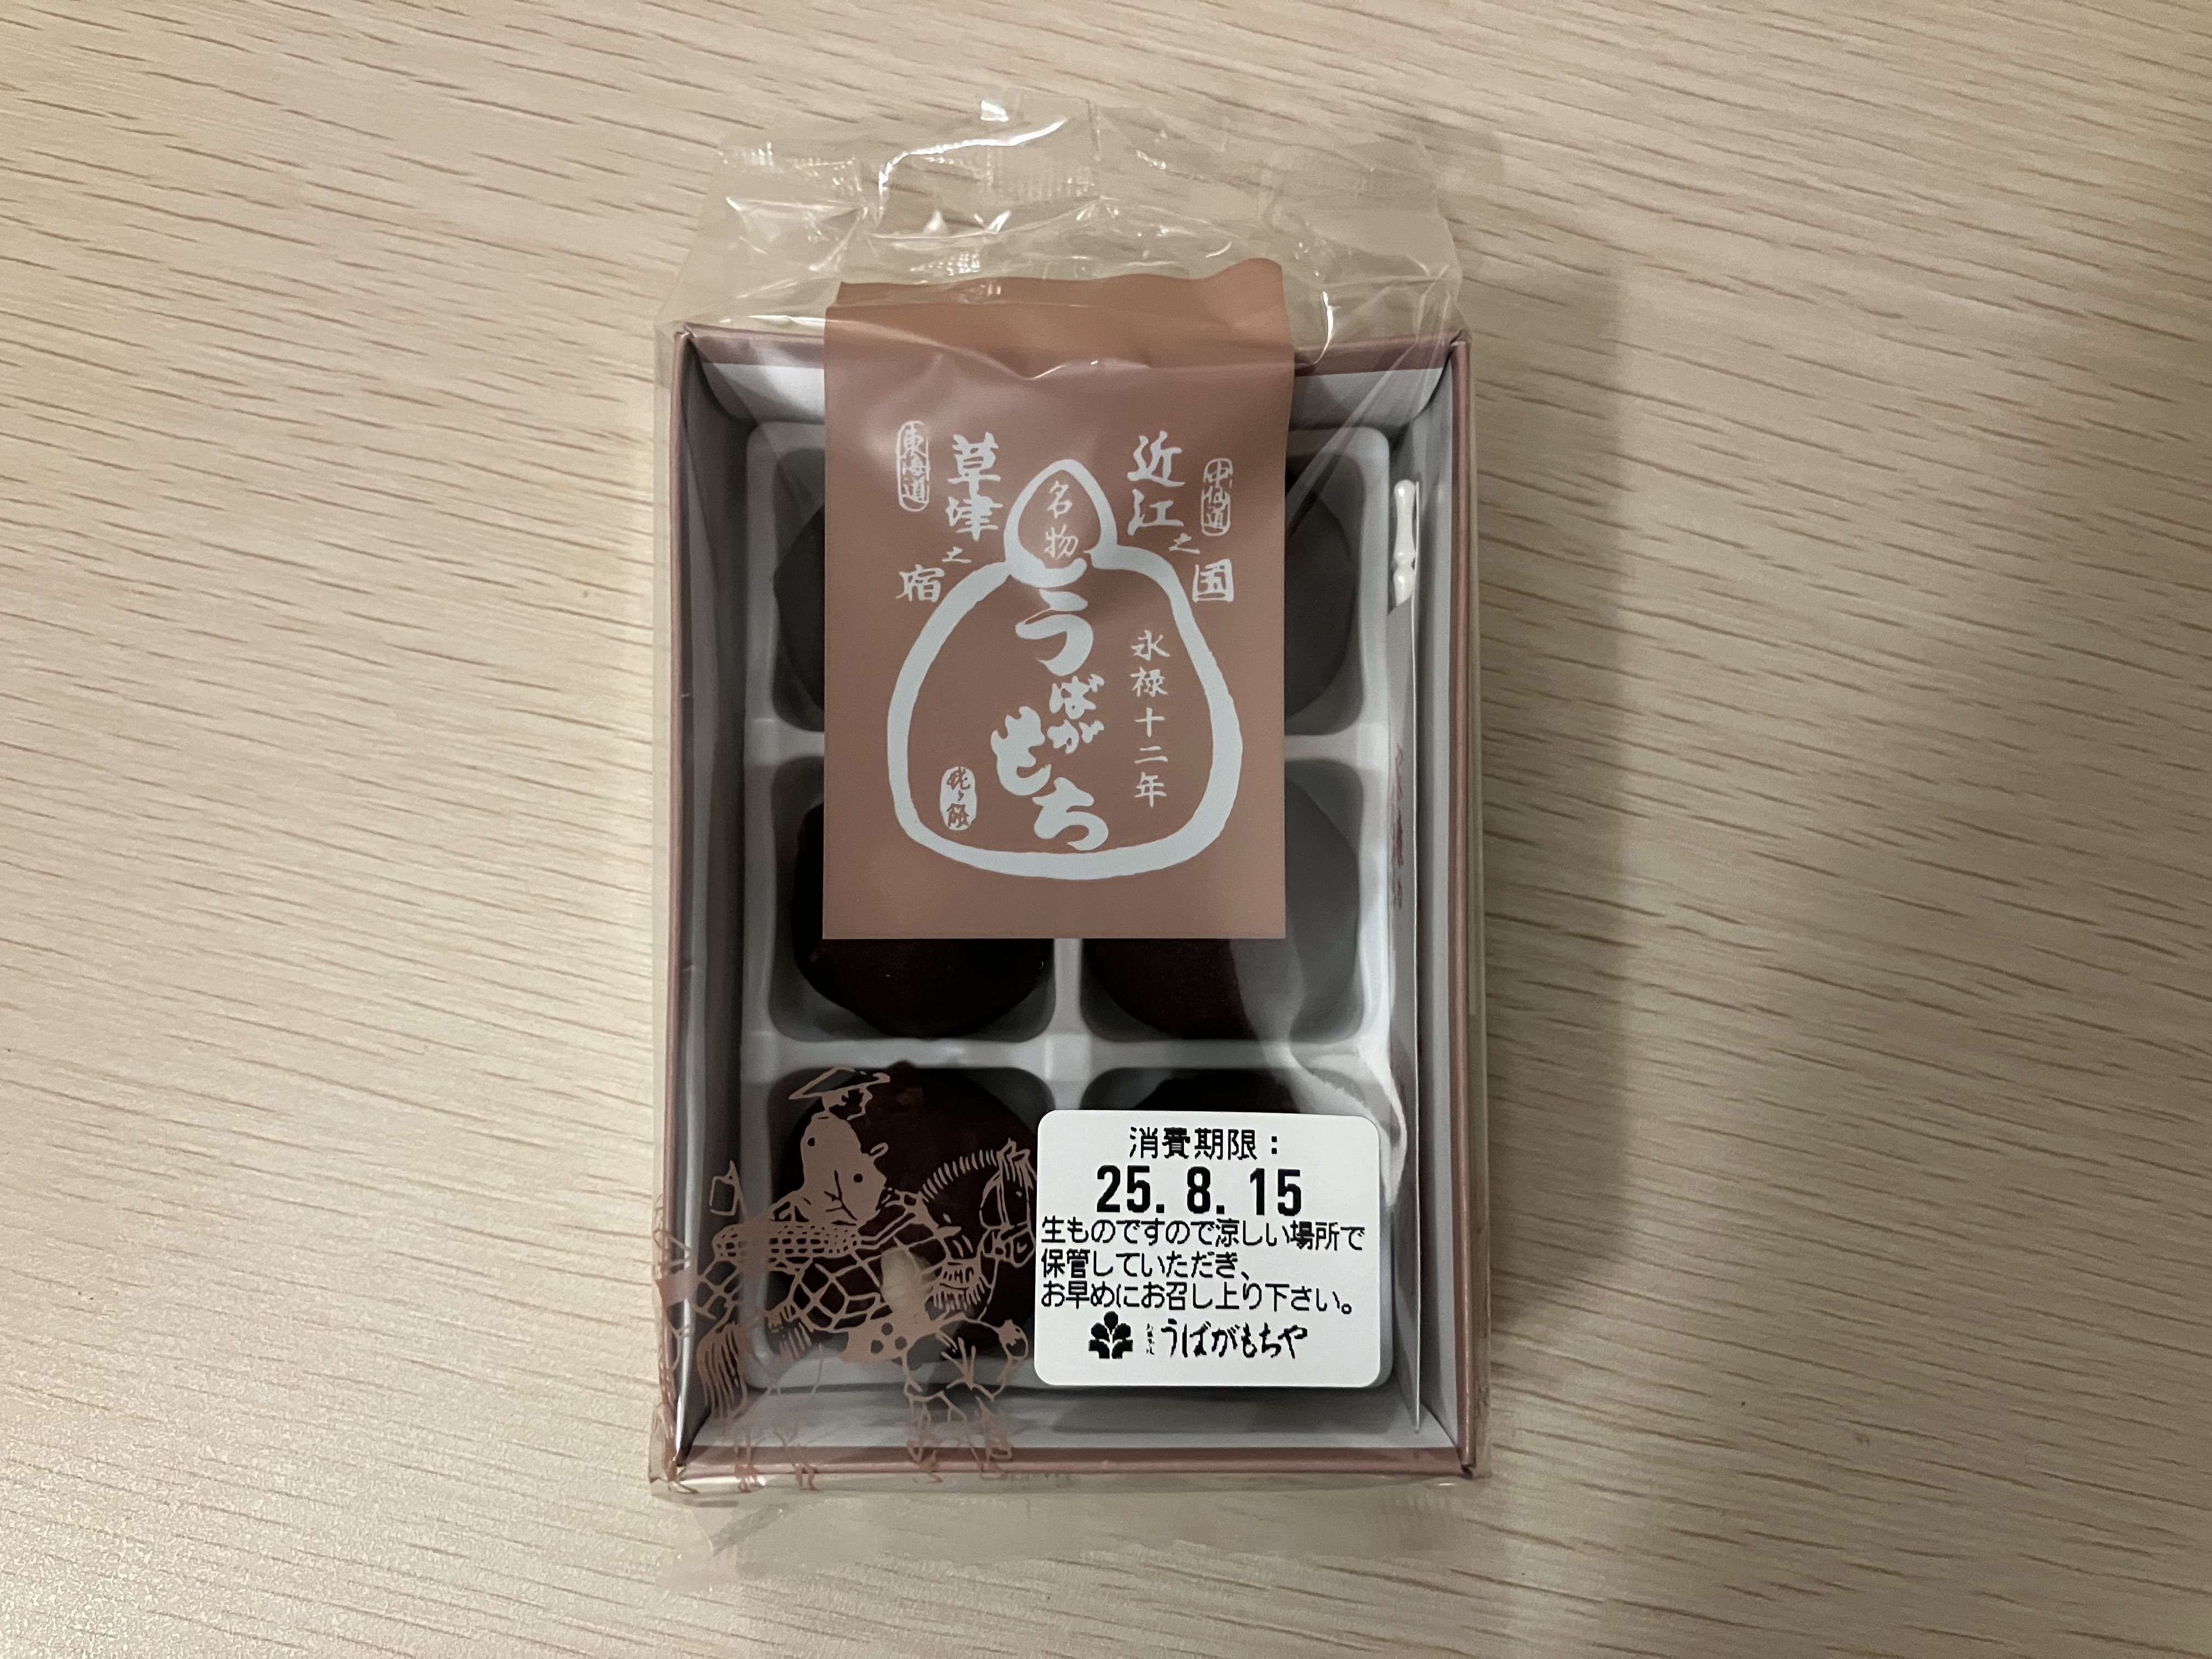 中仙道
近江之国
東海道
草津之宿
名物
永禄十二年
うばがもち
消費期限：
25. 8. 15
生ものですので涼しい場所で
保管していただき、
お早めにお召し上り下さい。
うばがもちや